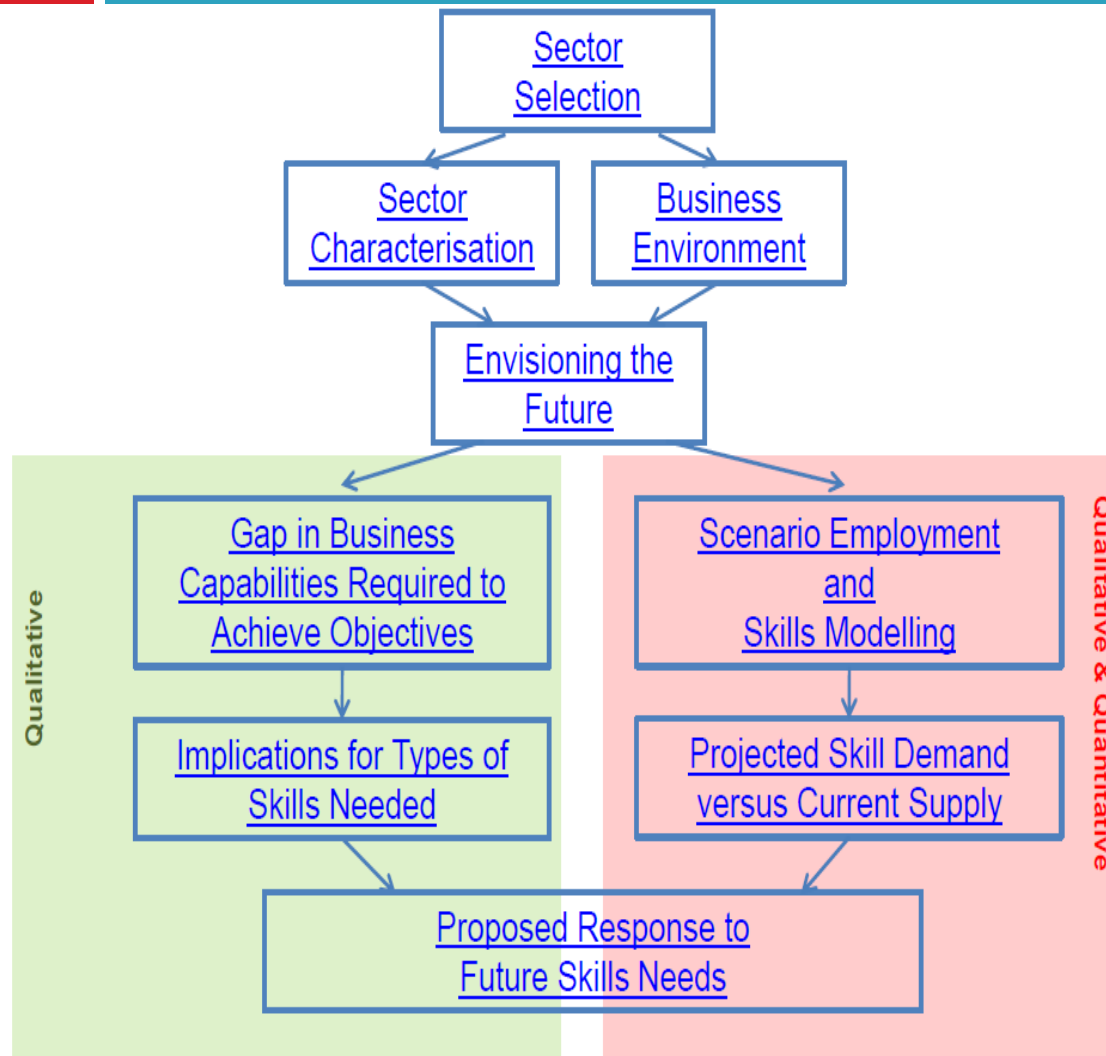 Sector
Selection
Sector
Characterisation
Business
Environment
Envisioning the
Future
Qualitative
Gap in Business
Capabilities Required to
Achieve Objectives
Implications for Types of
Skills Needed
Scenario Employment
and
Skills Modelling
Projected Skill Demand
versus Current Supply
Qualitative & Quantitative
Proposed Response to
Future Skills Needs